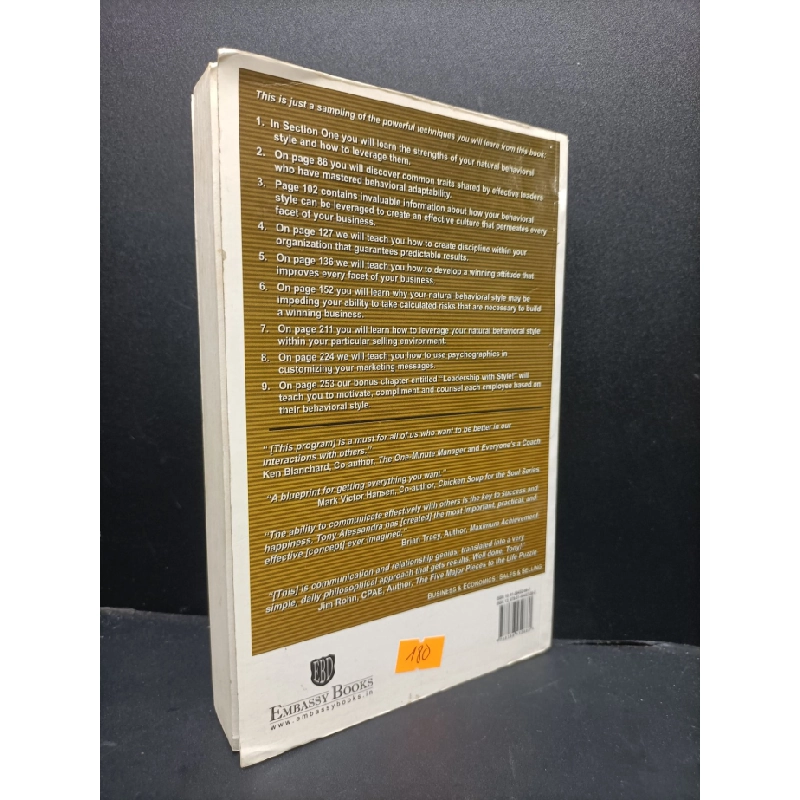 This is just a sampling of the powerful techniques you will learn from this book:
1. In Section One you will learn the strengths of your natural behavioral
style and how to leverage them.
2. On page 86 you will discover common traits shared by effective leaders
who have mastered behavioral adaptability.
3. Page 102 contains invaluable information about how your behavioral
style can be leveraged to create an effective culture that permeates every
facet of your business.
4. On page 127 we will teach you how to create discipline within your
organization that guarantees predictable results.
5. On page 136 we will teach you how to develop a winning attitude that
improves every facet of your business.
6. On page 152 you will learn why your natural behavioral style may be
impeding your ability to take calculated risks that are necessary to build
a winning business.
7. On page 211 you will learn how to leverage your natural behavioral style
within your particular selling environment.
8. On page 224 we will teach you how to use psychographics in
customizing your marketing messages.
9. On page 253 our bonus chapter entitled "Leadership with Style!" will
teach you to motivate, compliment and counsel each employee based on
their behavioral style.
"[This program] is a must for all of us who want to be better in our
interactions with others."
Ken Blanchard, Co-author, The One-Minute Manager and Everyone's a Coach
"A blueprint for getting everything you want."
Mark Victor Hansen, Co-author, Chicken Soup for the Soul Series
"The ability to communicate effectively with others is the key to success and
happiness. Tony Alessandra has [created] the most important, practical, and
effective [concept] ever imagined."
Brian Tracy, Author, Maximum Achievement
"[This] is communication and relationship genius, translated into a very
simple, daily philosophical approach that gets results. Well done, Tony!"
Jim Rohn, CPAE, Author, The Five Major Pieces to the Life Puzzle
BUSINESS & ECONOMICS, SALES & SELLING
180
EBD
EMBASSY BOOKS
www.embassybooks.in